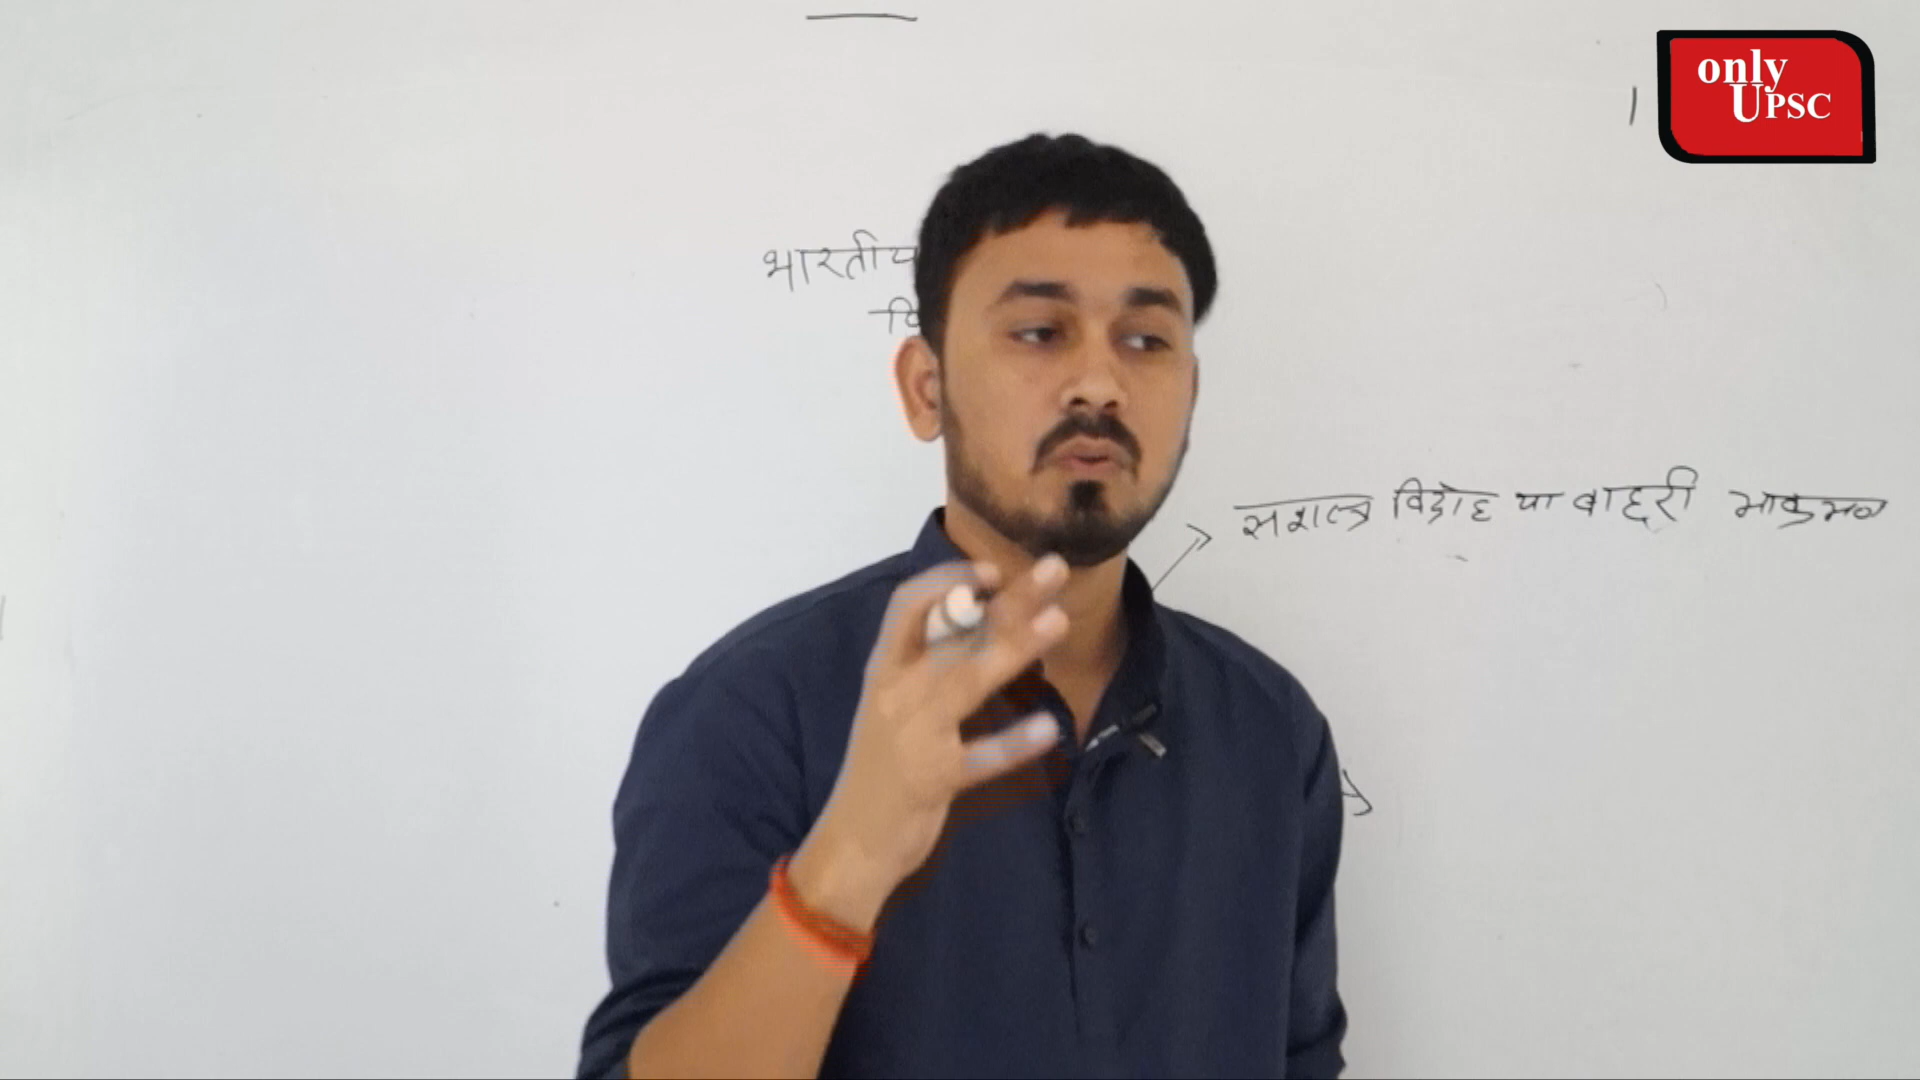 only
UPSC
भारतीय
वि
सशस्त्र विद्रोह या बाहरी आक्रमण